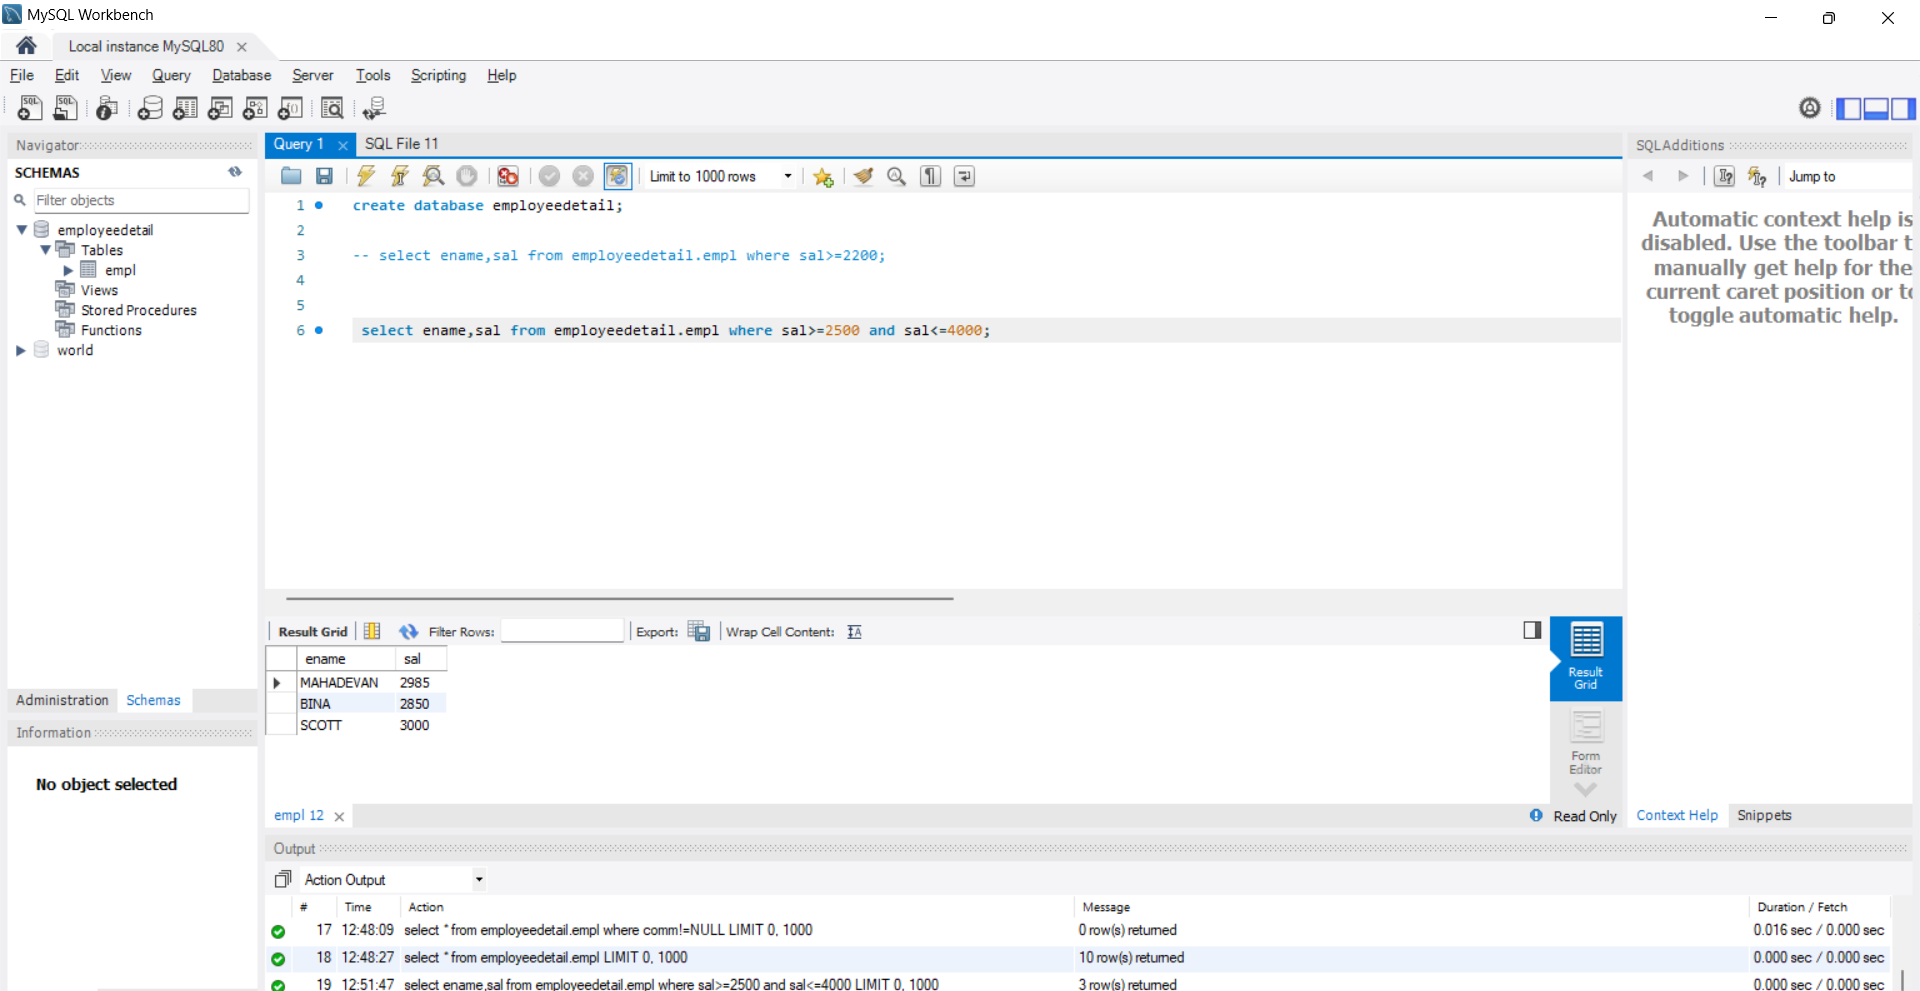 MySQL Workbench
Local instance MySQL80
File Edit View Query Database Server Tools Scripting Help
Navigator
SCHEMAS
Filter objects
employeedetail
Tables
empl
Views
Stored Procedures
Functions
world
Administration Schemas
Information
No object selected
Query 1 SQL File 11
Limit to 1000 rows
1 create database employeedetail;
2
3 -- select ename,sal from employeedetail.empl where sal>=2200;
4
5
6 select ename,sal from employeedetail.empl where sal>=2500 and sal<=4000;
Result Grid Filter Rows: Export: Wrap Cell Content:
ename sal
MAHADEVAN 2985
BINA 2850
SCOTT 3000
Result
Grid
Form
Editor
empl 12 Read Only
SQLAdditions
Jump to
Automatic context help is
disabled. Use the toolbar t
manually get help for the
current caret position or to
toggle automatic help.
Context Help Snippets
Output
Action Output
# Time Action Message Duration / Fetch
17 12:48:09 select * from employeedetail.empl where comm!=NULL LIMIT 0, 1000 0 row(s) returned 0.016 sec / 0.000 sec
18 12:48:27 select * from employeedetail.empl LIMIT 0, 1000 10 row(s) returned 0.000 sec / 0.000 sec
19 12:51:47 select ename,sal from employeedetail.empl where sal>=2500 and sal<=4000 LIMIT 0, 1000 3 row(s) returned 0.000 sec / 0.000 sec